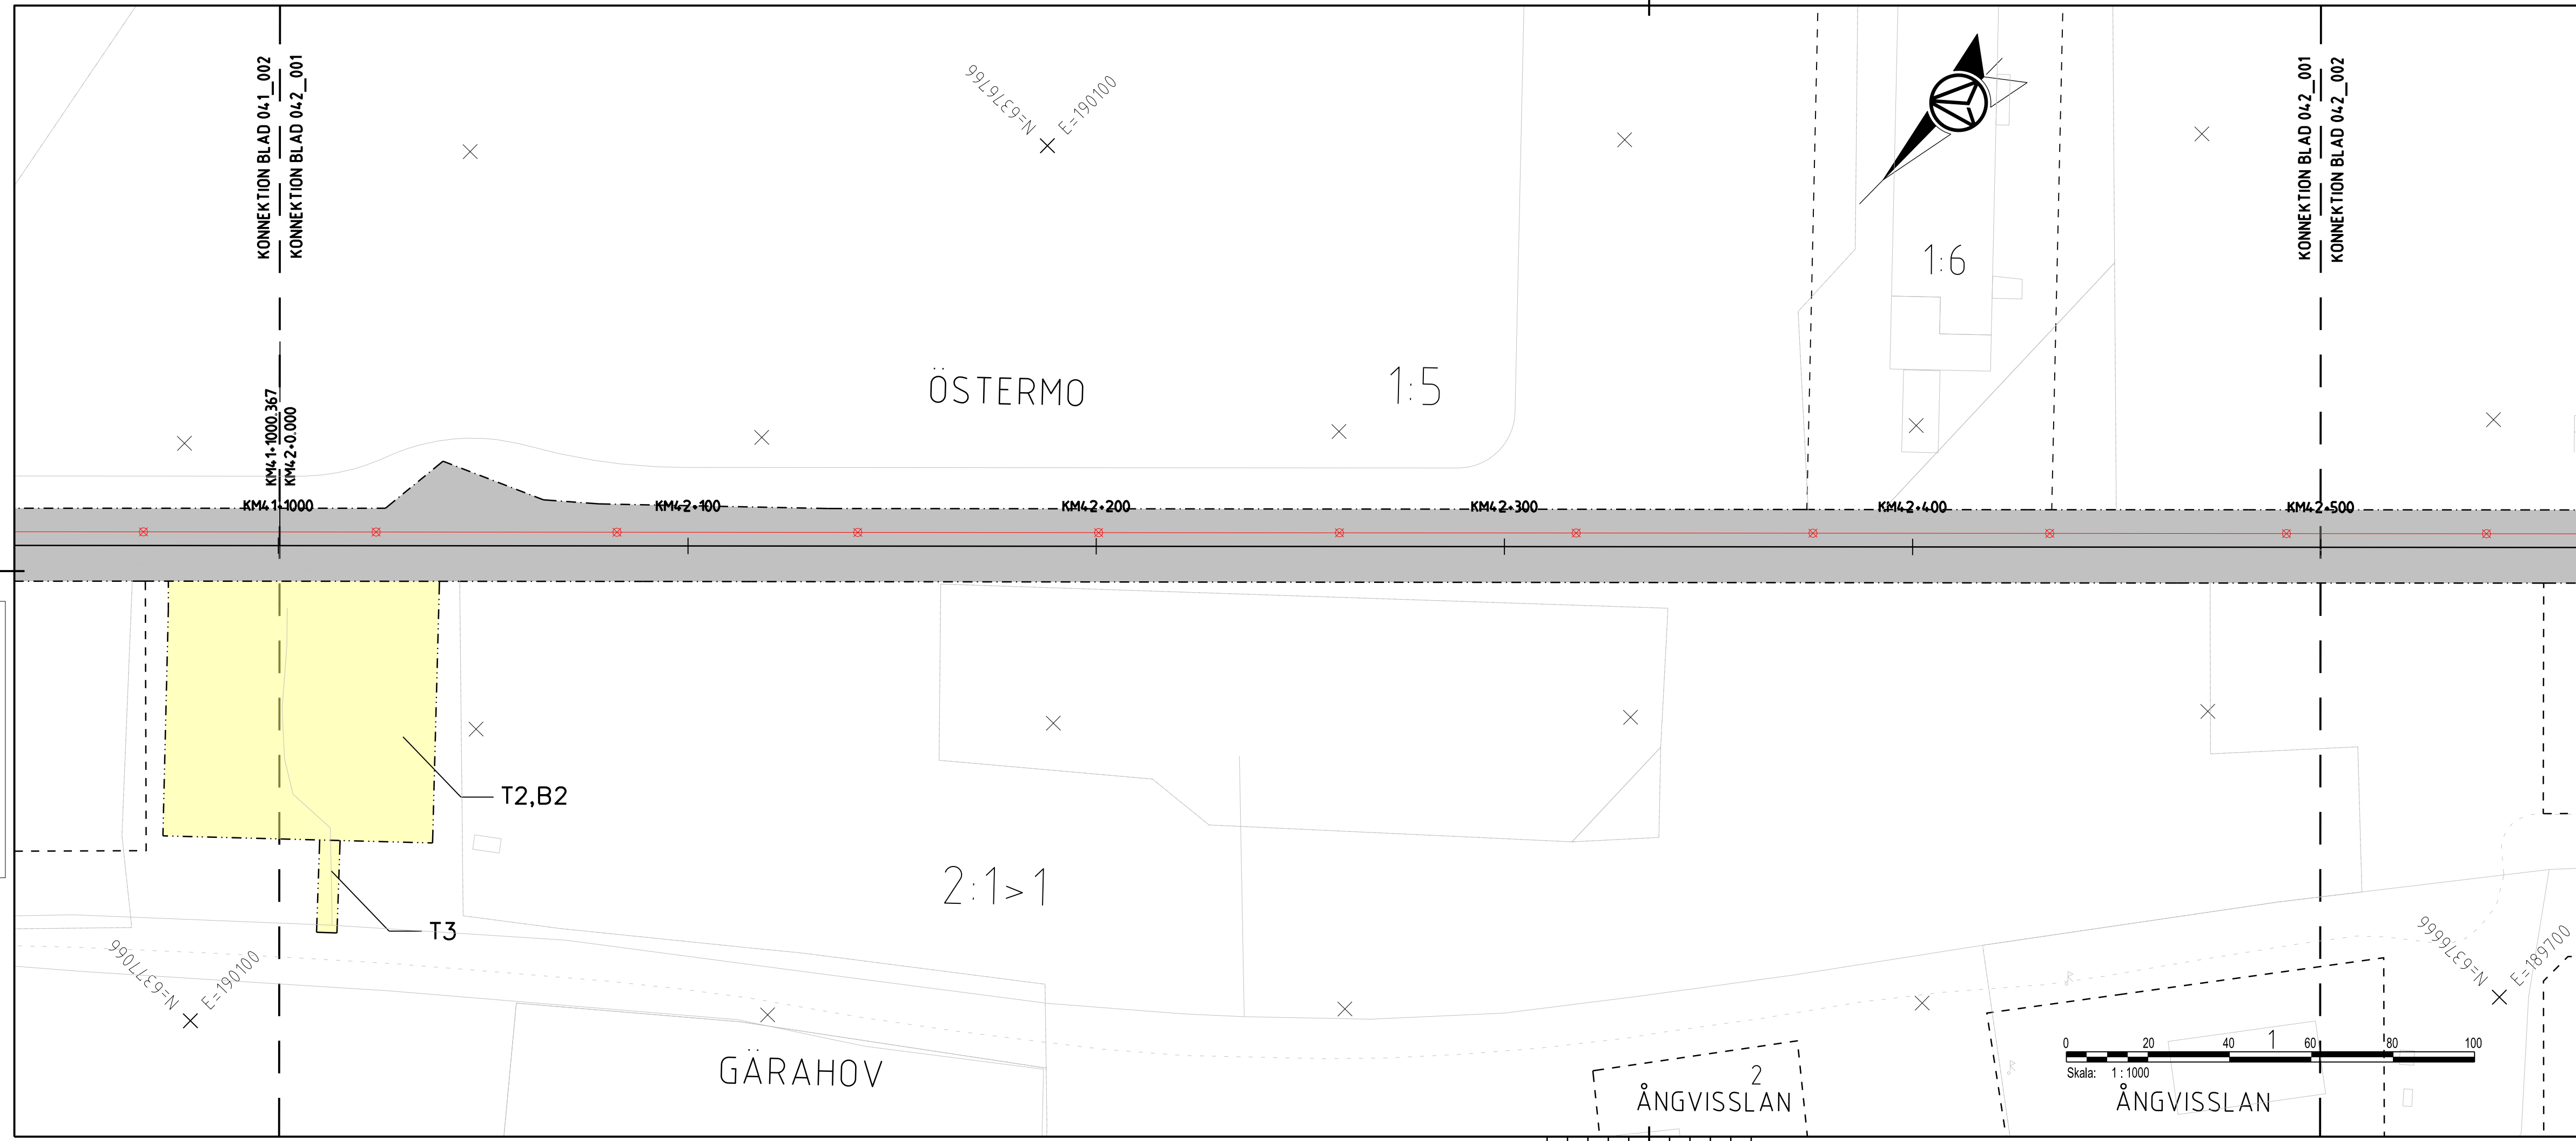 KONNEKTION BLAD 041_002
KONNEKTION BLAD 042_001
N=6376766
E=190100
KONNEKTION BLAD 042_001
KONNEKTION BLAD 042_002
1:6
ÖSTERMO
1:5
KM41+1000.367
KM42+0.000
KM41+1000
KM42+100
KM42+200
KM42+300
KM42+400
KM42+500
T2,B2
2:1>1
T3
N=6377066
E=190100
N=6376666
E=189700
GÄRAHOV
2
ÅNGVISSLAN
1
0 20 40 60 80 100
Skala: 1 : 1000
ÅNGVISSLAN